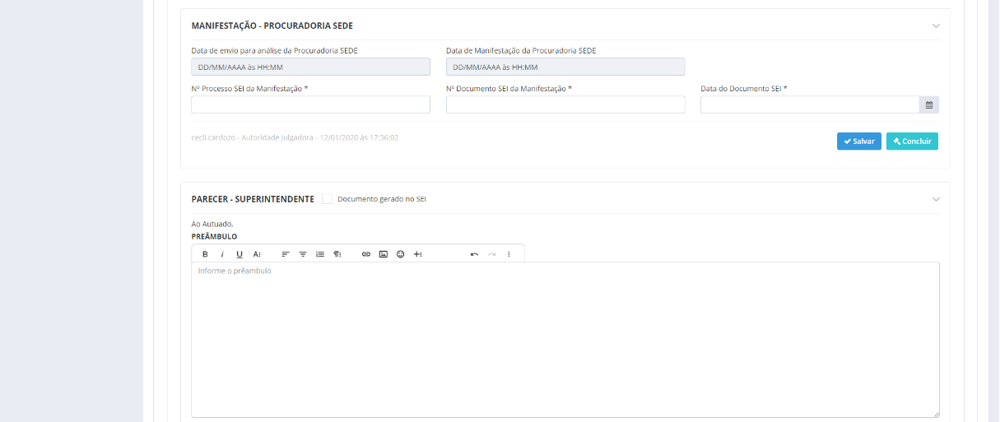 MANIFESTAÇÃO - PROCURADORIA SEDE
Data de envio para análise da Procuradoria SEDE
Data de Manifestação da Procuradoria SEDE
DD/MM/AAAA às HH:MM
DD/MM/AAAA às HH:MM
Nº Processo SEI da Manifestação *
Nº Documento SEI da Manifestação *
Data do Documento SEI *
cecil.cardozo - Autoridade Julgadora - 12/01/2020 às 17:36:02
Salvar
Concluir
PARECER - SUPERINTENDENTE
Documento gerado no SEI
Ao Autuado,
PREÂMBULO
Informe o prêambulo